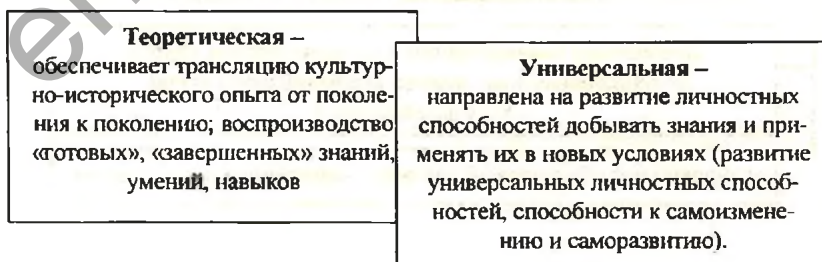 Теоретическая –
обеспечивает трансляцию культур-
но-исторического опыта от поколе-
ния к поколению; воспроизводство
«готовых», «завершенных» знаний,
умений, навыков
Универсальная –
направлена на развитие личностных
способностей добывать знания и при-
менять их в новых условиях (развитие
универсальных личностных способ-
ностей, способности к самоизмене-
нию и саморазвитию).